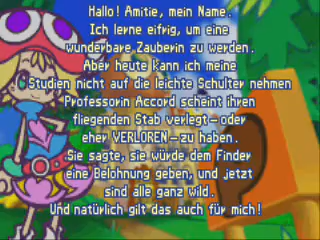 Hallo! Amitie, mein Name.
Ich lerne eifrig, um eine
wunderbare Zauberin zu werden.
Aber heute kann ich meine
Studien nicht auf die leichte Schulter nehmen
Professorin Accord scheint ihren
fliegenden Stab verlegt-oder
eher VERLOREN-zu haben.
Sie sagte, sie würde dem Finder
eine Belohnung geben, und jetzt
sind alle ganz wild.
Und natürlich gilt das auch für mich!